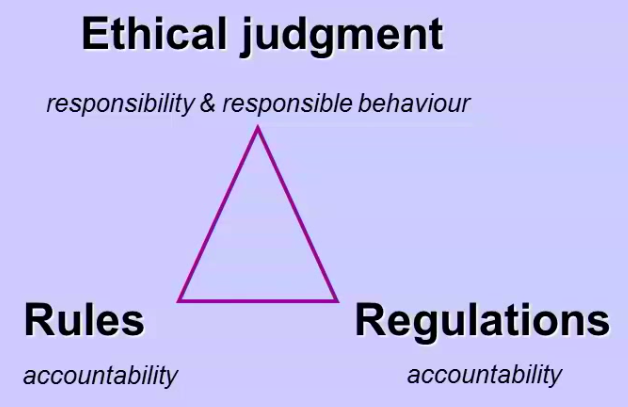 Ethical judgment
responsibility & responsible behaviour
Rules
Regulations
accountability
accountability